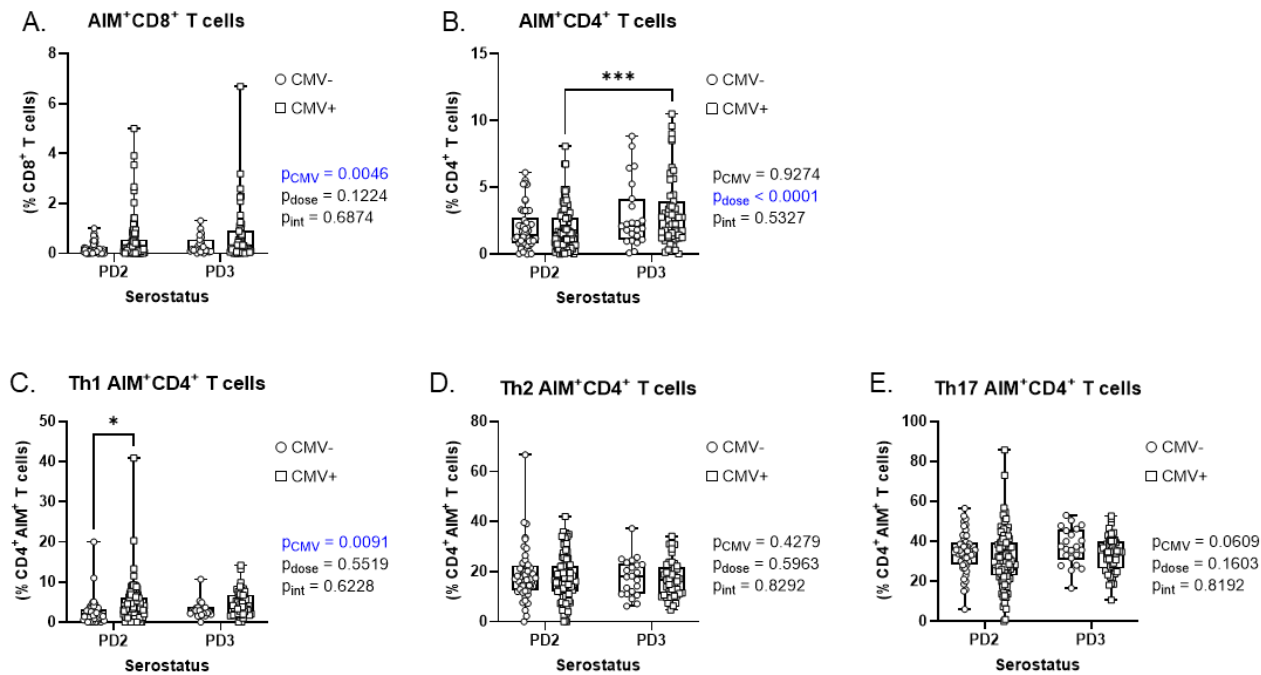 A. AIM⁺CD8⁺ T cells
(% CD8⁺ T cells)
8
6
4
2
0
PD2 PD3
Serostatus
CMV-
CMV+
pCMV = 0.0046
pdose = 0.1224
pint = 0.6874
B. AIM⁺CD4⁺ T cells
(% CD4⁺ T cells)
15
10
5
0
***
PD2 PD3
Serostatus
CMV-
CMV+
pCMV = 0.9274
pdose < 0.0001
pint = 0.5327
C. Th1 AIM⁺CD4⁺ T cells
(% CD4⁺AIM⁺ T cells)
50
40
30
20
10
0
*
PD2 PD3
Serostatus
CMV-
CMV+
pCMV = 0.0091
pdose = 0.5519
pint = 0.6228
D. Th2 AIM⁺CD4⁺ T cells
(% CD4⁺AIM⁺ T cells)
80
60
40
20
0
PD2 PD3
Serostatus
CMV-
CMV+
pCMV = 0.4279
pdose = 0.5963
pint = 0.8292
E. Th17 AIM⁺CD4⁺ T cells
(% CD4⁺AIM⁺ T cells)
100
80
60
40
20
0
PD2 PD3
Serostatus
CMV-
CMV+
pCMV = 0.0609
pdose = 0.1603
pint = 0.8192